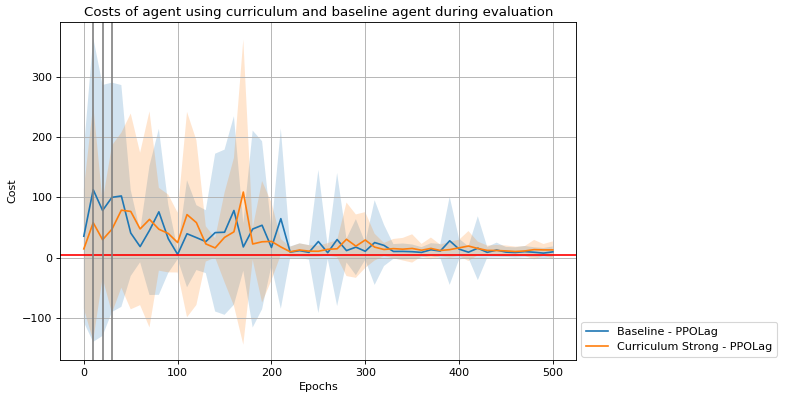 Costs of agent using curriculum and baseline agent during evaluation
300
200
100
0
−100
Cost
0
100
200
300
400
500
Epochs
Baseline - PPOLag
Curriculum Strong - PPOLag